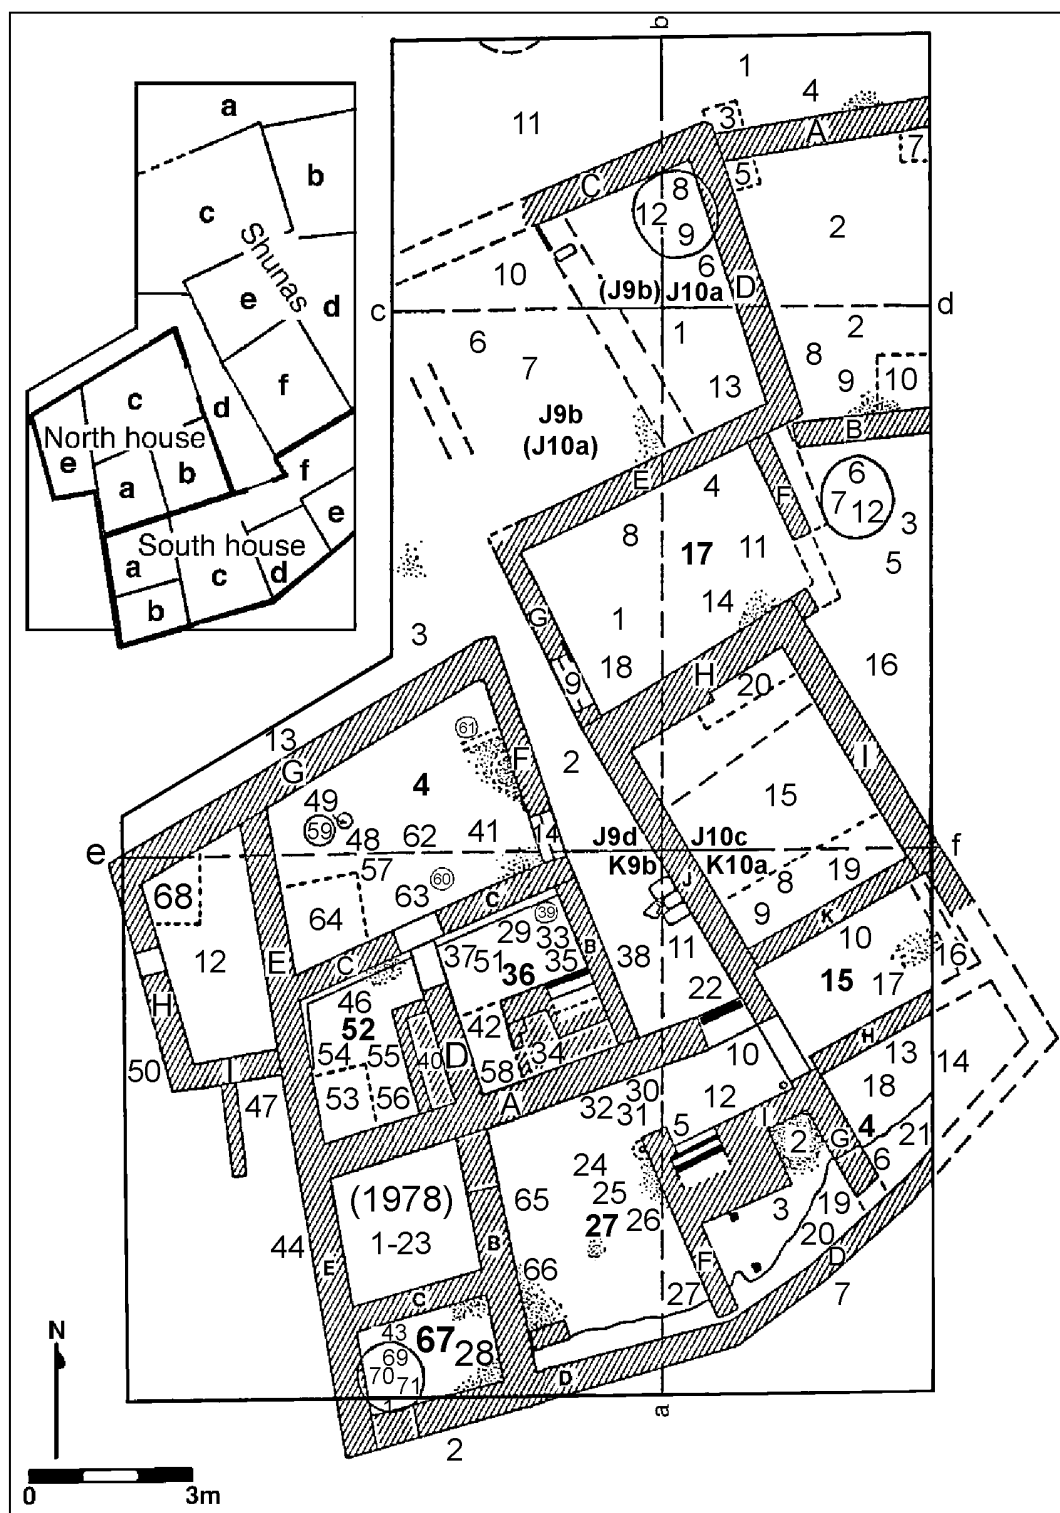 b
1
a
4
3
A
11
7
b
5
C
8
12
c
9
2
6
10
D
Shunas
(J9b) J10a
e
c
d
d
6
1
2
7
8
9
10
f
13
c
J9b
B
d
(J10a)
f
North house
e
E
4
F
6
a
b
7
12
3
8
17
11
5
e
South house
14
a
c
d
b
G
1
3
18
H
16
9
20
13
G
61
F
2
I
4
15
49
59
48
62
41
14
J9d
J10c
e
57
K9b
K10a
f
68
63
60
J
8
19
64
C
9
K
12
39
29
10
E
37
33
B
38
11
C
51
35
15
16
36
46
22
17
H
52
42
54
55
40
D
34
10
H
13
14
50
I
58
53
56
30
12
18
47
A
32
31
5
I
2
G
4
21
6
24
(1978)
65
25
3
19
1-23
27
26
20
44
E
B
F
D
66
27
7
C
N
43
67
28
69
70
71
D
1
a
2
0
3m